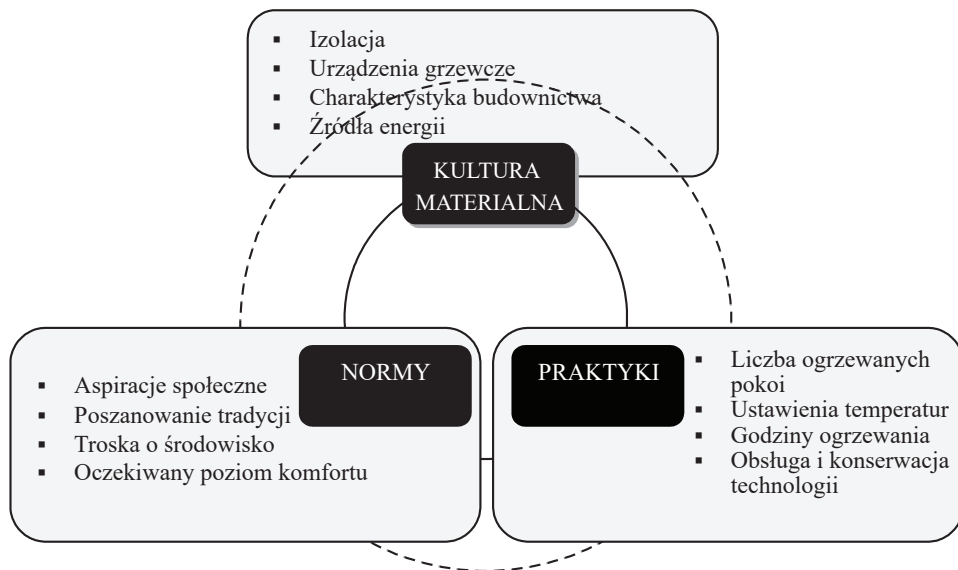 ▪ Izolacja
▪ Urządzenia grzewcze
▪ Charakterystyka budownictwa
▪ Źródła energii
KULTURA
MATERIALNA
NORMY
▪ Aspiracje społeczne
▪ Poszanowanie tradycji
▪ Troska o środowisko
▪ Oczekiwany poziom komfortu
PRAKTYKI
▪ Liczba ogrzewanych
pokoi
▪ Ustawienia temperatur
▪ Godziny ogrzewania
▪ Obsługa i konserwacja
technologii